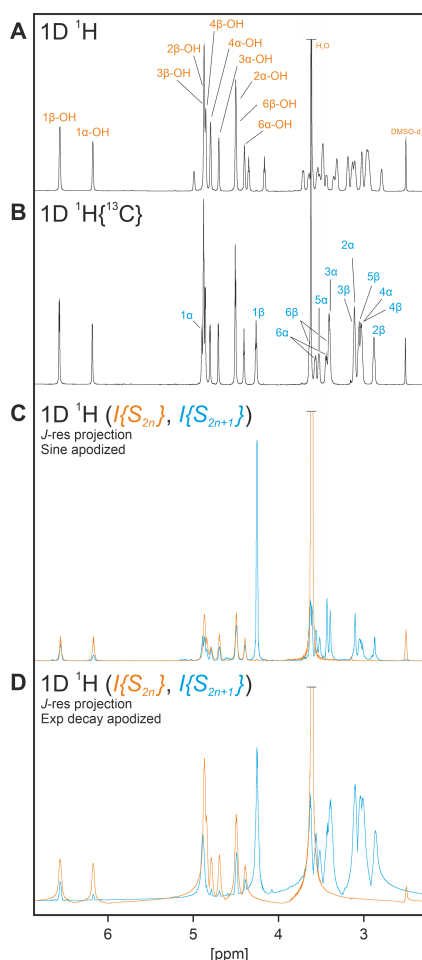 A 1D ¹H
H₂O
4β-OH
2β-OH
4α-OH
3α-OH
3β-OH
2α-OH
1β-OH
6β-OH
1α-OH
6α-OH
B 1D ¹H{¹³C}
2α
3α
5β
1α
1β
6β
5α
3β
4α
4β
6α
2β
C 1D ¹H (I{S₂ₙ}, I{S₂ₙ₊₁})
J-res projection
Sine apodized
D 1D ¹H (I{S₂ₙ}, I{S₂ₙ₊₁})
J-res projection
Exp decay apodized
6 5 4 3
[ppm]